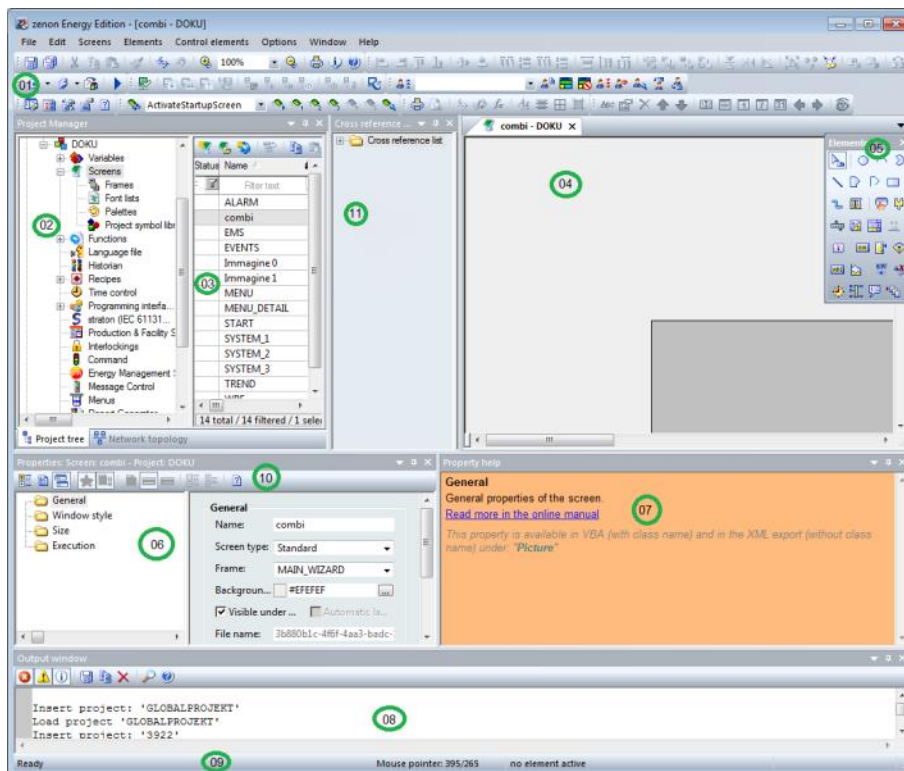 zenon Energy Edition - [combi - DOKU]
File Edit Screens Elements Control elements Options Window Help
100%
01
ActivateStartupScreen
Project Manager
DOKU
Variables
Screens
Frames
Font lists
Palettes
Project symbol libr
Functions
Language file
Historian
Recipes
Time control
Programming interfa...
straton (IEC 61131...
Production & Facility S
Interlockings
Command
Energy Management
Message Control
Menus
02
Project tree
Network topology
Status Name
Filter text
ALARM
combi
EMS
EVENTS
Immagine 0
Immagine 1
MENU
MENU_DETAIL
START
SYSTEM_1
SYSTEM_2
SYSTEM_3
TREND
03
14 total / 14 filtered / 1 selec
Cross reference ...
Cross reference list
11
combi - DOKU
04
05
Properties: Screen: combi - Project: DOKU
10
General
Window style
Size
Execution
06
General
Name: combi
Screen type: Standard
Frame: MAIN_WIZARD
Backgroun... #EFEFEF
Visible under ... Automatic la...
File name: 3b880b1c-4f6f-4aa3-badc-
Property help
General
General properties of the screen.
Read more in the online manual
This property is available in VBA (with class name) and in the XML export (without class
name) under: "Picture"
07
Output window
Insert project: 'GLOBALPROJEKT'
Load project 'GLOBALPROJEKT'
Insert project: '3922'
08
Ready
09
Mouse pointer: 395/265
no element active